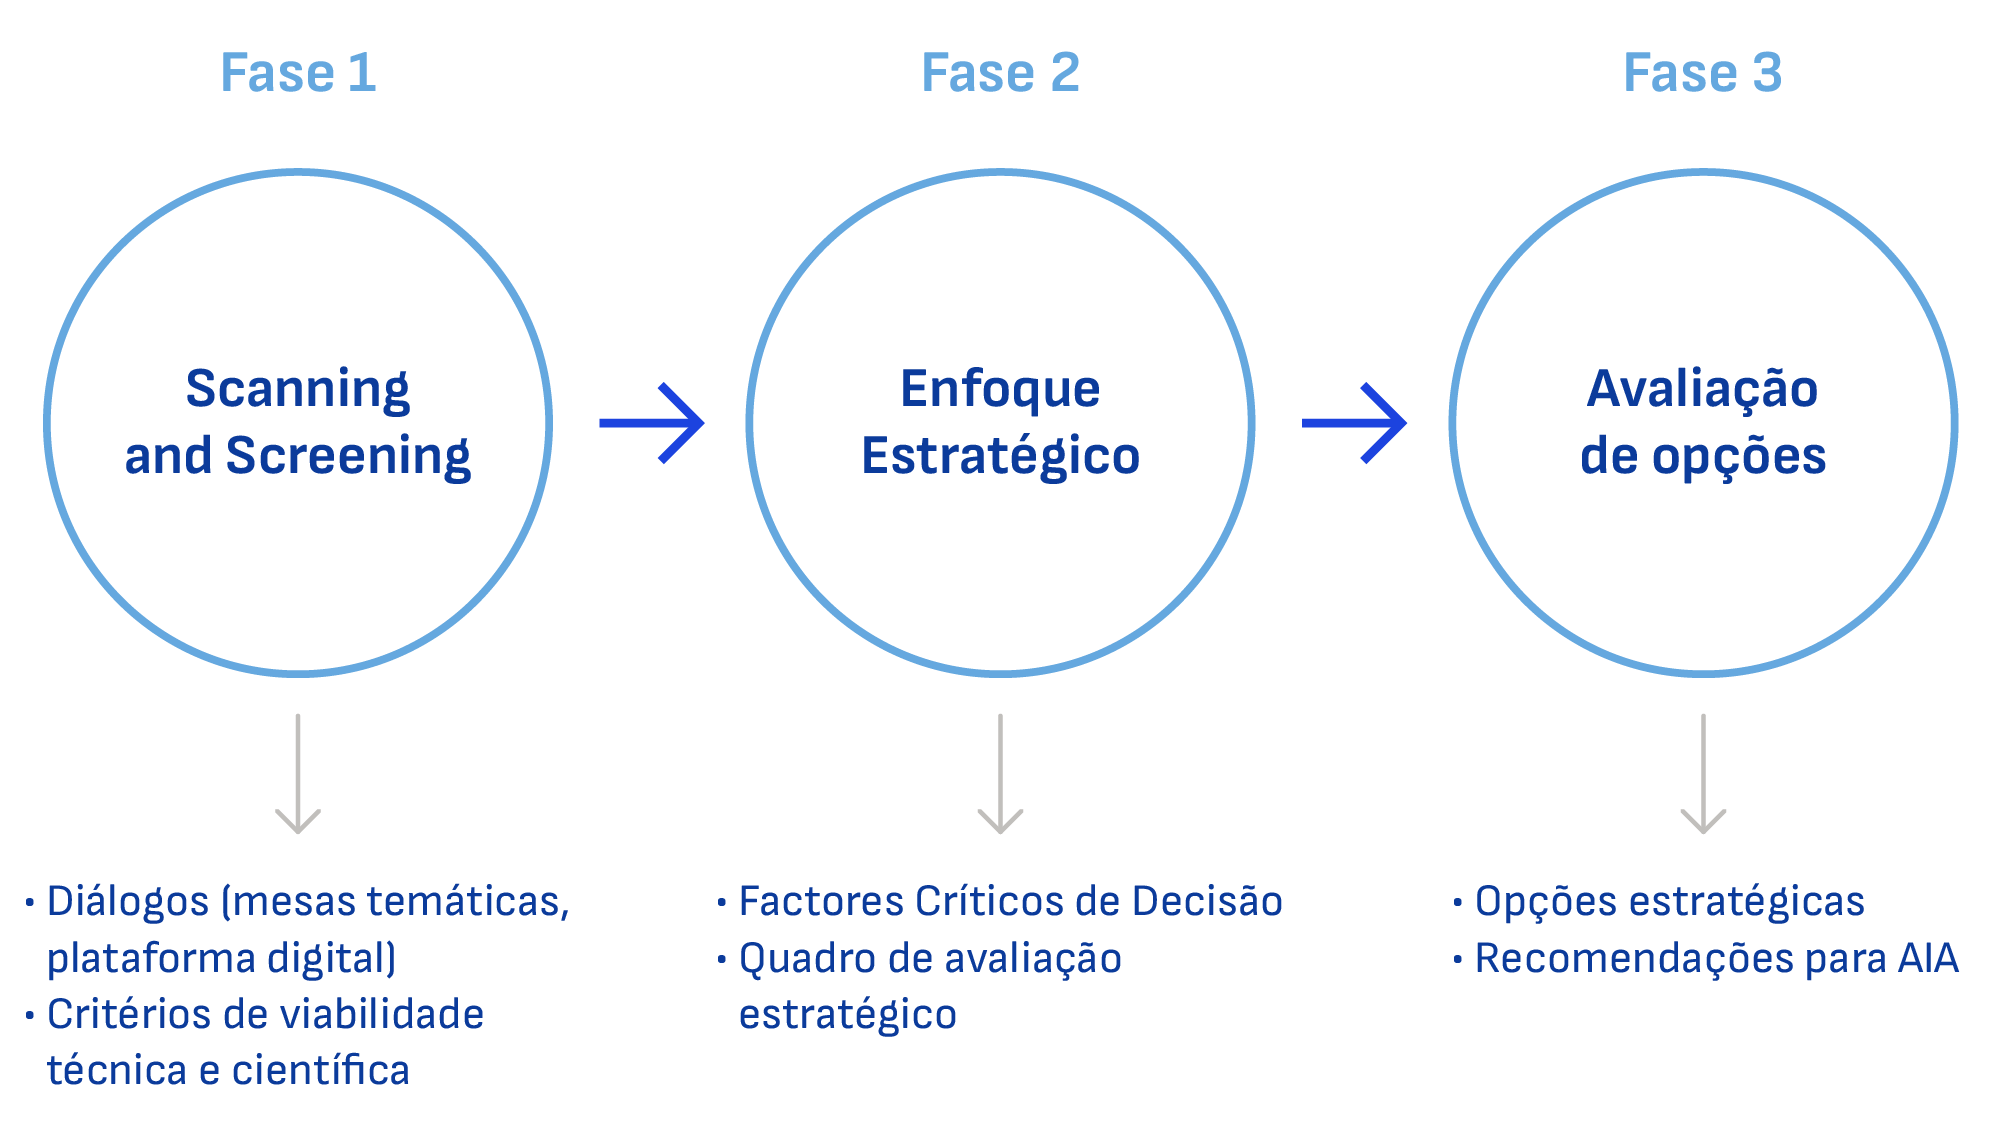 Fase 1
Scanning
and Screening
• Diálogos (mesas temáticas,
plataforma digital)
• Critérios de viabilidade
técnica e científica
Fase 2
Enfoque
Estratégico
• Factores Críticos de Decisão
• Quadro de avaliação
estratégico
Fase 3
Avaliação
de opções
• Opções estratégicas
• Recomendações para AIA